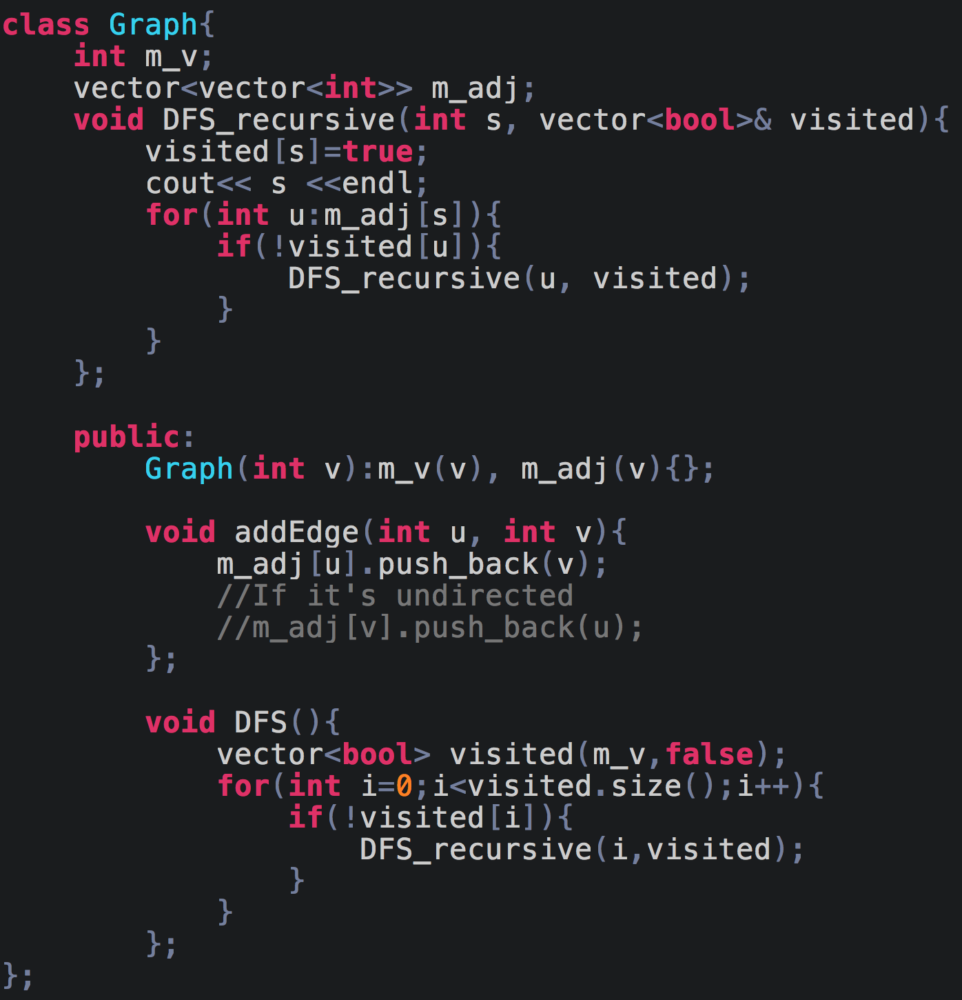 class Graph{
    int m_v;
    vector<vector<int>> m_adj;
    void DFS_recursive(int s, vector<bool>& visited){
        visited[s]=true;
        cout<< s <<endl;
        for(int u:m_adj[s]){
            if(!visited[u]){
                DFS_recursive(u, visited);
            }
        }
    };

    public:
        Graph(int v):m_v(v), m_adj(v){};

        void addEdge(int u, int v){
            m_adj[u].push_back(v);
            //If it's undirected
            //m_adj[v].push_back(u);
        };

        void DFS(){
            vector<bool> visited(m_v,false);
            for(int i=0;i<visited.size();i++){
                if(!visited[i]){
                    DFS_recursive(i,visited);
                }
            }
        };
};